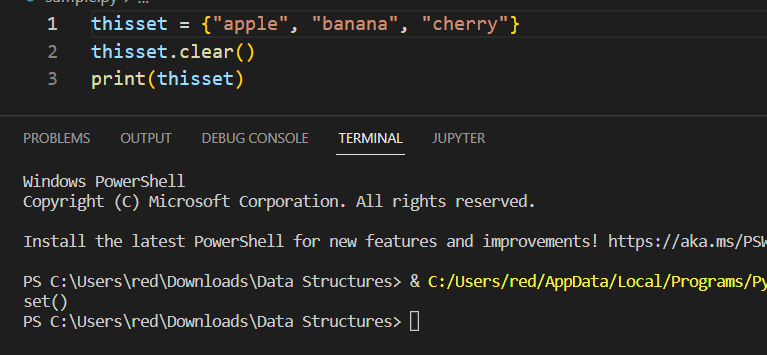 sample.py > ...
1 thisset = {"apple", "banana", "cherry"}
2 thisset.clear()
3 print(thisset)
PROBLEMS OUTPUT DEBUG CONSOLE TERMINAL JUPYTER
Windows PowerShell
Copyright (C) Microsoft Corporation. All rights reserved.
Install the latest PowerShell for new features and improvements! https://aka.ms/PSW
PS C:\Users\red\Downloads\Data Structures> & C:/Users/red/AppData/Local/Programs/Py
set()
PS C:\Users\red\Downloads\Data Structures>